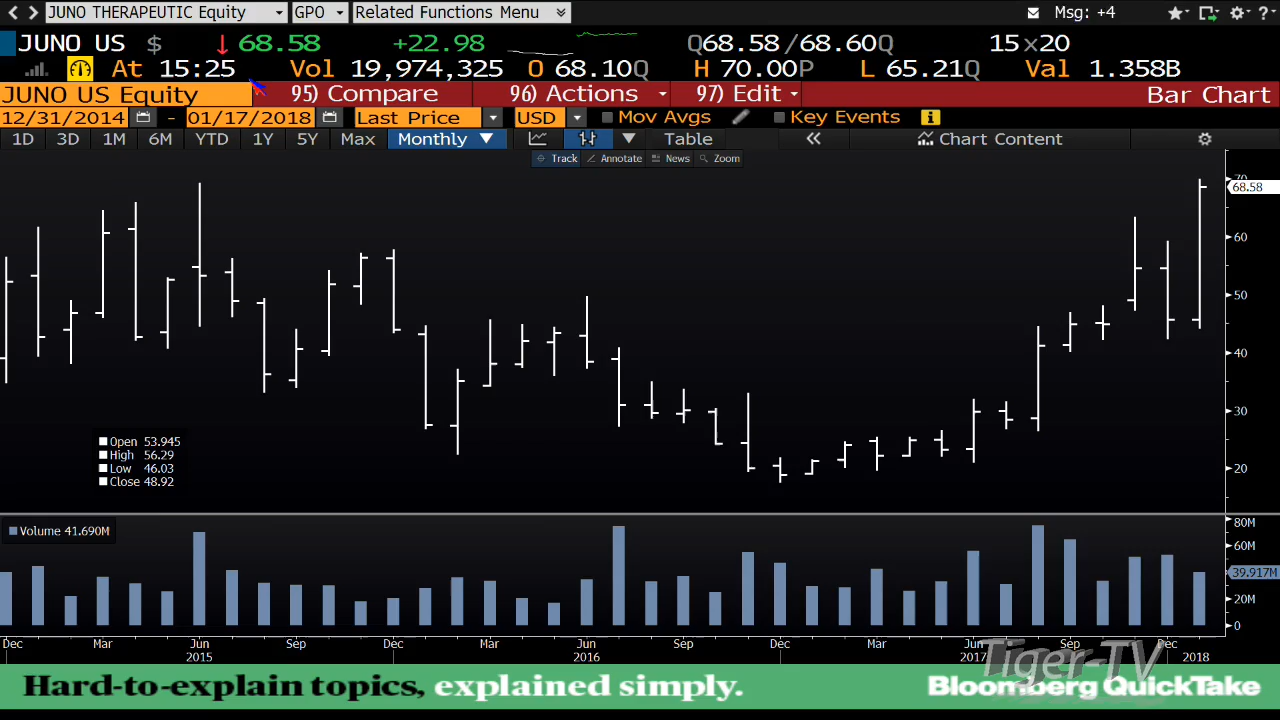 JUNO THERAPEUTIC Equity GPO Related Functions Menu Msg: +4 ?
JUNO US $ ↓ 68.58 +22.98 Q68.58/68.60Q 15×20
At 15:25 Vol 19,974,325 O 68.10Q H 70.00P L 65.21Q Val 1.358B
JUNO US Equity 95) Compare 96) Actions 97) Edit Bar Chart
12/31/2014 - 01/17/2018 Last Price USD Mov Avgs Key Events i
1D 3D 1M 6M YTD 1Y 5Y Max Monthly ▼ Table « Chart Content
Track Annotate News Zoom
70
68.58
60
50
40
30
20
Open 53.945
High 56.29
Low 46.03
Close 48.92
Volume 41.690M
80M
60M
39.917M
20M
0
Dec Mar Jun Sep Dec Mar Jun Sep Dec Mar Jun Sep Dec
2015 2016 2017 2018
Tiger-TV
Hard-to-explain topics, explained simply. Bloomberg QuickTake